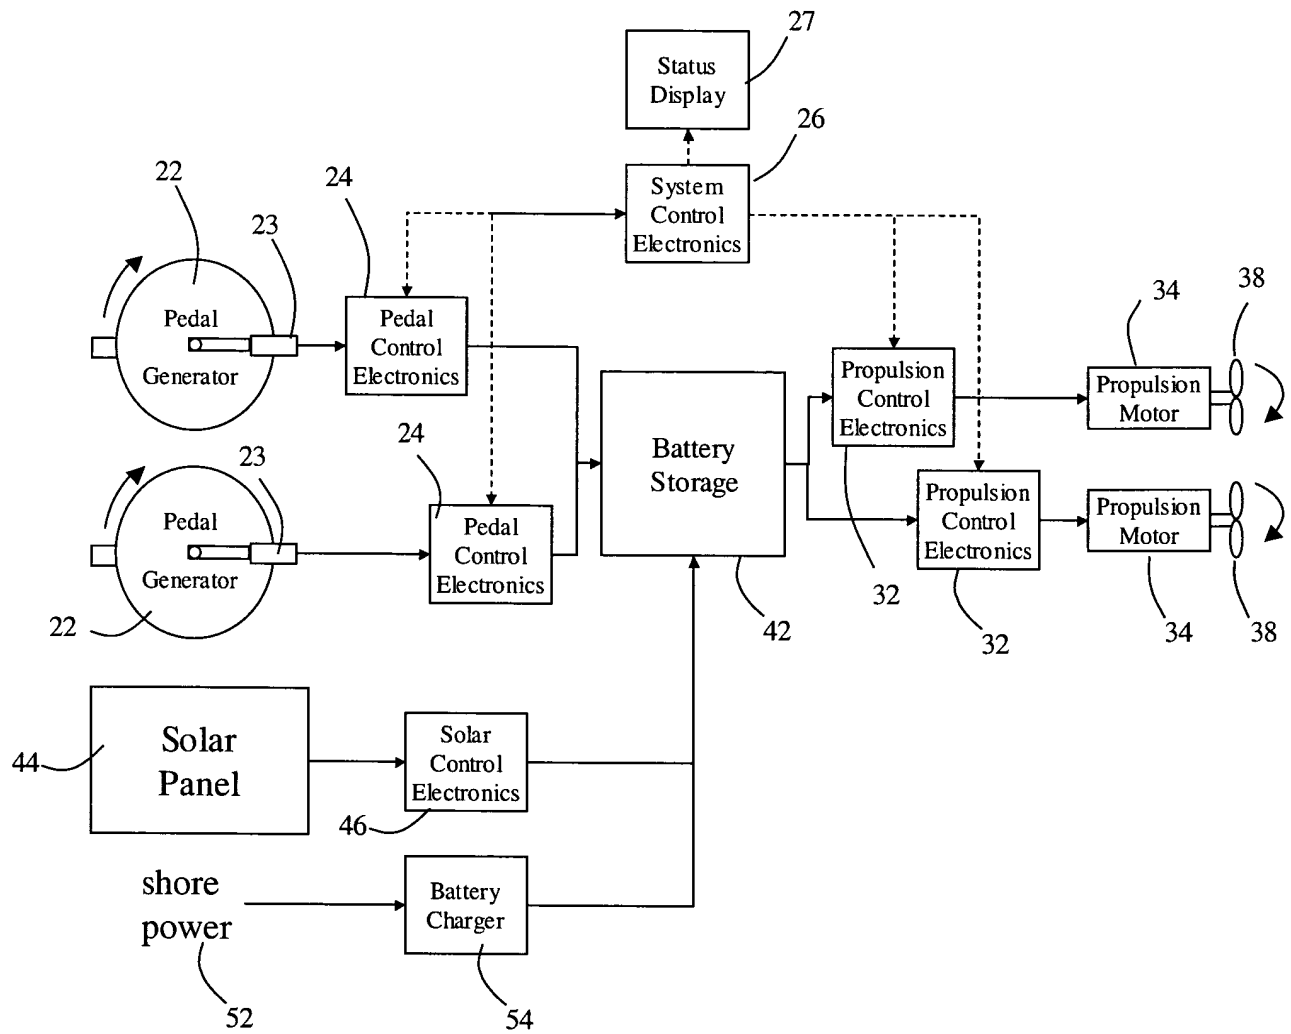 27
Status
Display
26
System
Control
Electronics
22
24
23
Pedal
Generator
Pedal
Control
Electronics
34
38
Propulsion
Control
Electronics
Propulsion
Motor
Battery
Storage
24
23
Pedal
Generator
Pedal
Control
Electronics
Propulsion
Control
Electronics
Propulsion
Motor
22
42
32
32
34
38
44
Solar
Panel
Solar
Control
Electronics
46
shore
power
Battery
Charger
52
54